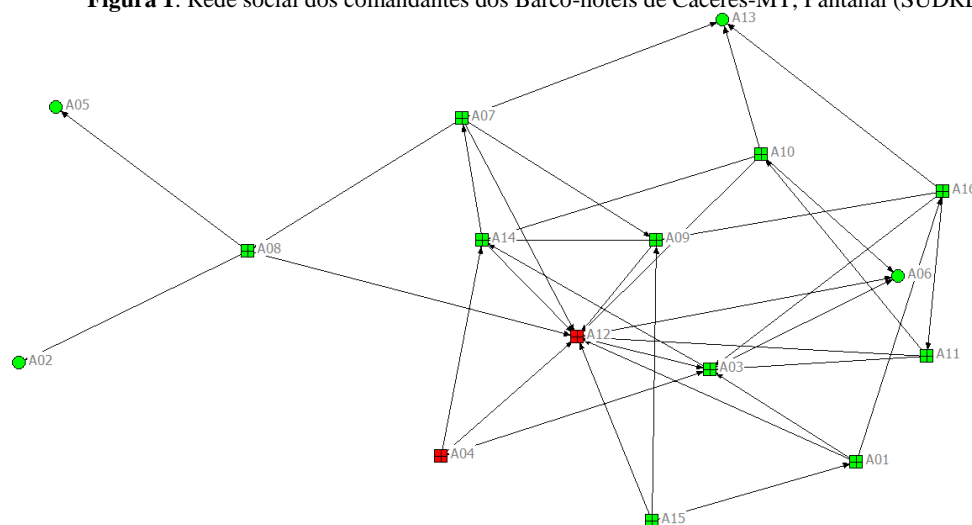 Figura 1. Rede social dos comandantes dos Barco-hotéis de Cáceres-MT, Pantanal
A13
A05
A07
A10
A16
A14
A09
A08
A06
A12
A11
A02
A03
A04
A01
A15